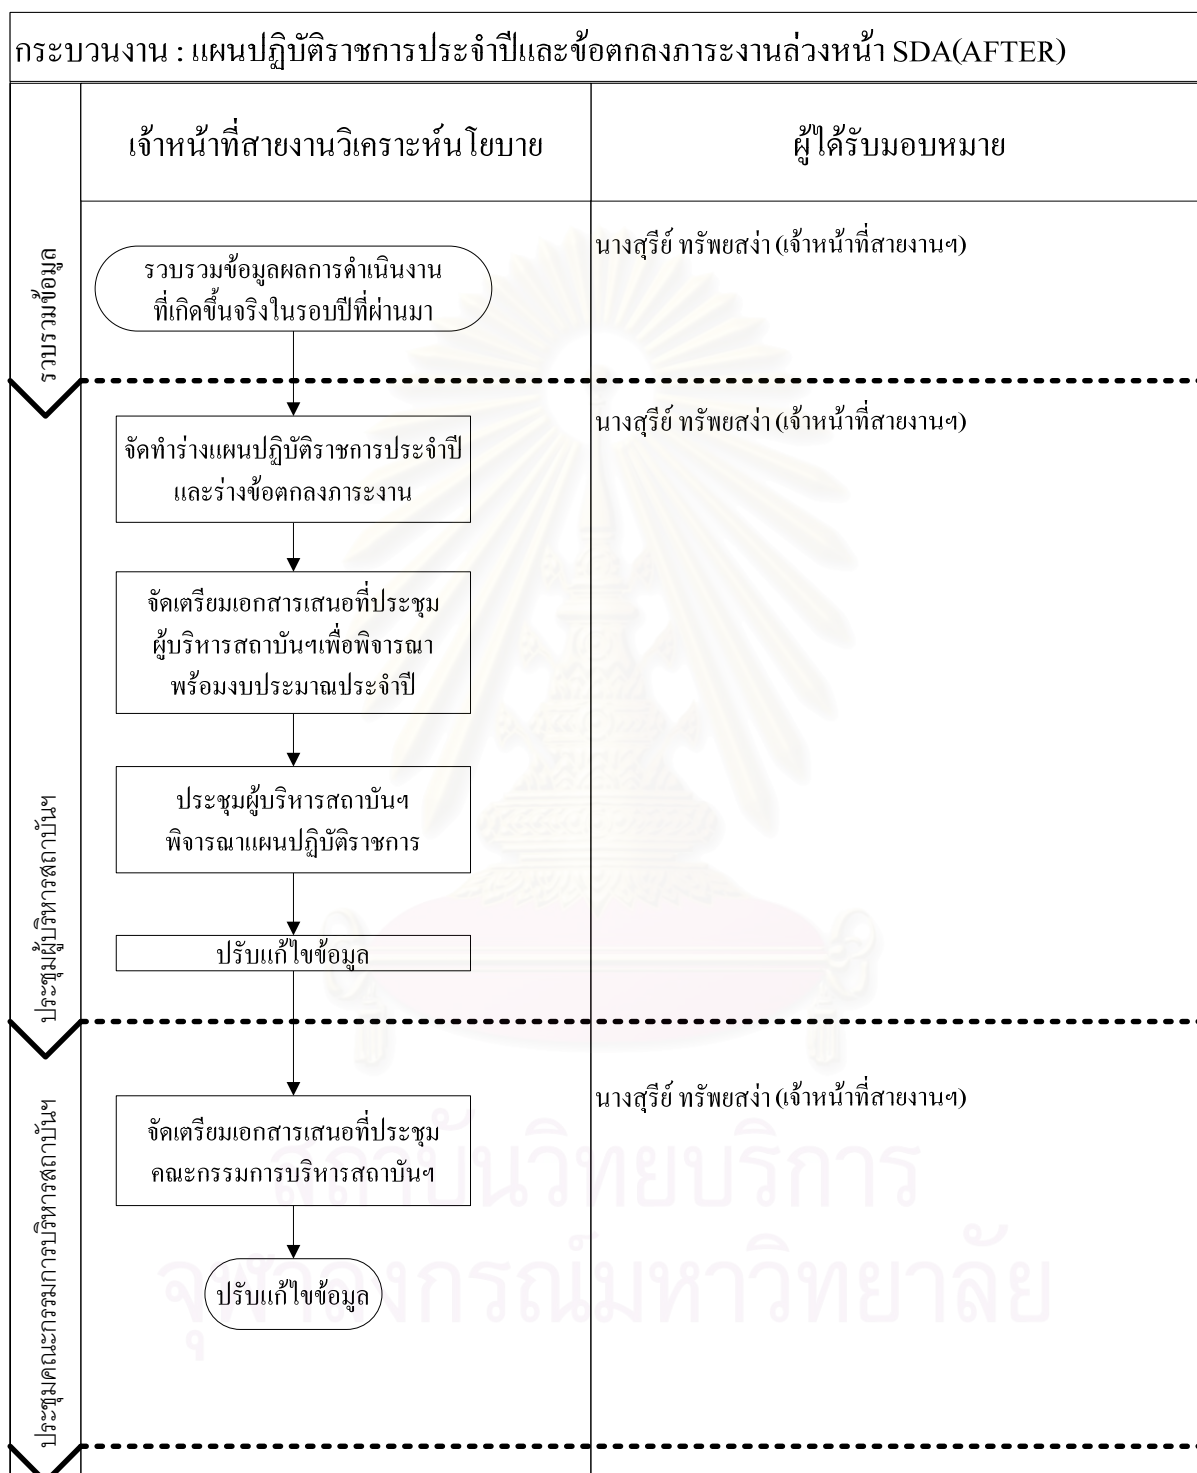 กระบวนงาน : แผนปฏิบัติราชการประจำปีและข้อตกลงภาระงานล่วงหน้า SDA(AFTER)
เจ้าหน้าที่สายงานวิเคราะห์นโยบาย
ผู้ได้รับมอบหมาย
รวบรวมข้อมูล
รวบรวมข้อมูลผลการดำเนินงาน
ที่เกิดขึ้นจริงในรอบปีที่ผ่านมา
นางสุรีย์ ทรัพยสง่า (เจ้าหน้าที่สายงานฯ)
ประชุมผู้บริหารสถาบันฯ
จัดทำร่างแผนปฏิบัติราชการประจำปี
และร่างข้อตกลงภาระงาน
นางสุรีย์ ทรัพยสง่า (เจ้าหน้าที่สายงานฯ)
จัดเตรียมเอกสารเสนอที่ประชุม
ผู้บริหารสถาบันฯเพื่อพิจารณา
พร้อมงบประมาณประจำปี
ประชุมผู้บริหารสถาบันฯ
พิจารณาแผนปฏิบัติราชการ
ปรับแก้ไขข้อมูล
ประชุมคณะกรรมการบริหารสถาบันฯ
จัดเตรียมเอกสารเสนอที่ประชุม
คณะกรรมการบริหารสถาบันฯ
นางสุรีย์ ทรัพยสง่า (เจ้าหน้าที่สายงานฯ)
ปรับแก้ไขข้อมูล
สถาบันวิทยบริการ
จุฬาลงกรณ์มหาวิทยาลัย